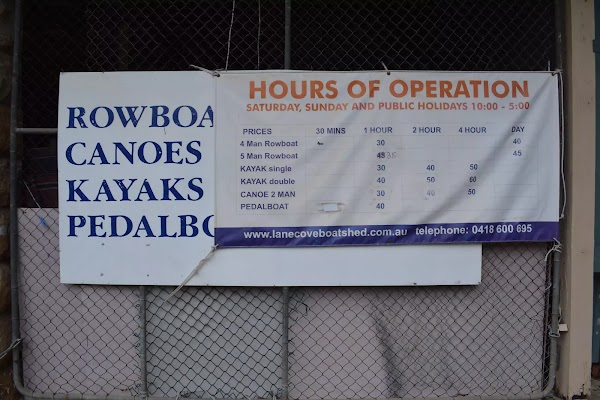 ROWBOA
CANOES
KAYAKS
PEDALBO
HOURS OF OPERATION
SATURDAY, SUNDAY AND PUBLIC HOLIDAYS 10:00 - 5:00
PRICES 30 MINS 1 HOUR 2 HOUR 4 HOUR DAY
4 Man Rowboat 30 40
5 Man Rowboat 45
KAYAK single 30 40 50
KAYAK double 40 50 60
CANOE 2 MAN 30 40 50
PEDALBOAT 40
www.lanecoveboatshed.com.au telephone: 0418 600 695